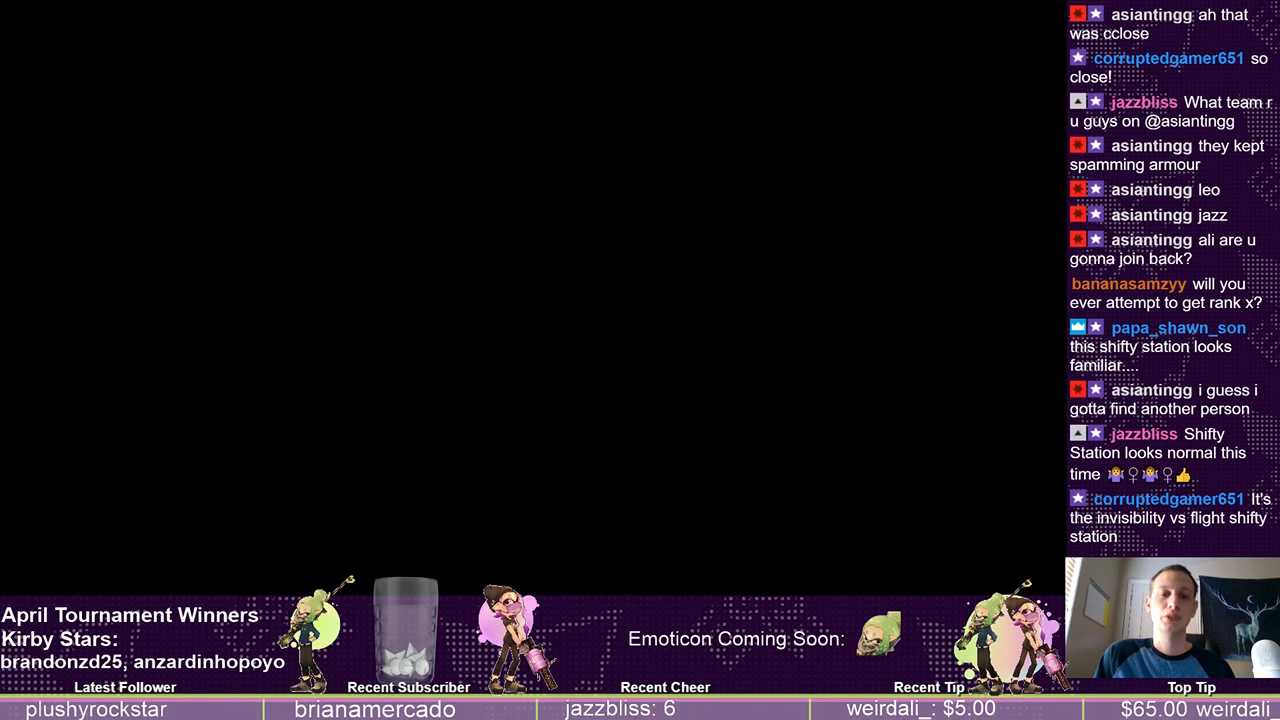 asiantingg ah that
was cclose
corruptedgamer651 so
close!
jazzbliss What team r
u guys on @asiantingg
asiantingg they kept
spamming armour
asiantingg leo
asiantingg jazz
asiantingg ali are u
gonna join back?
bananasamzyy will you
ever attempt to get rank x?
papa_shawn_son
this shifty station looks
familiar....
asiantingg i guess i
gotta find another person
jazzbliss Shifty
Station looks normal this
time 🤷‍♀🤷‍♀👍
corruptedgamer651 It's
the invisibility vs flight shifty
station
April Tournament Winners
Kirby Stars:
brandonzd25, anzardinhopoyo
Emoticon Coming Soon:
Latest Follower
Recent Subscriber
Recent Cheer
Recent Tip
Top Tip
plushyrockstar
brianamercado
jazzbliss: 6
weirdali_: $5.00
$65.00 weirdali